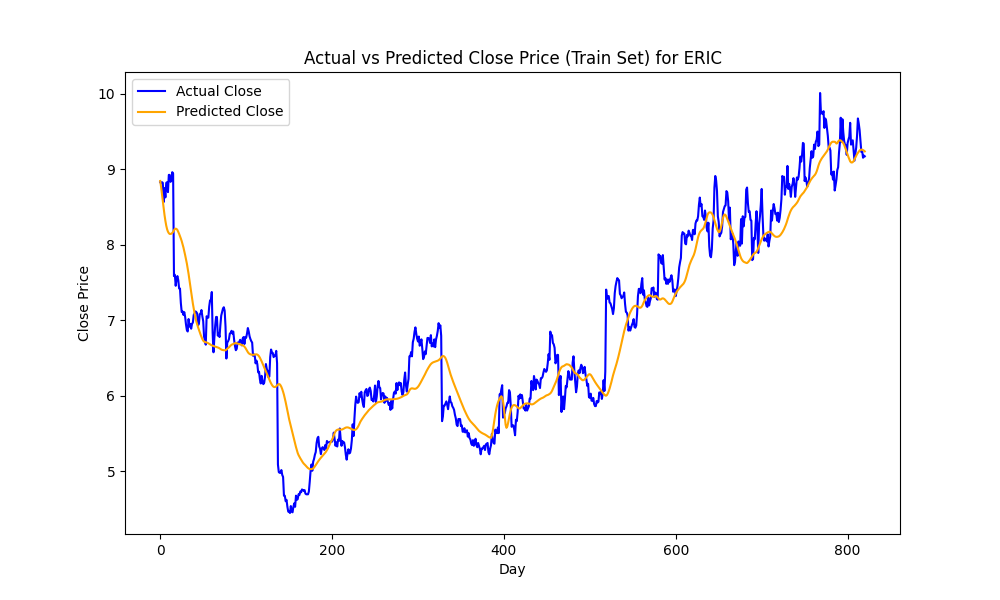 Actual vs Predicted Close Price (Train Set) for ERIC
Actual Close
Predicted Close
10
9
8
7
6
5
Close Price
0 200 400 600 800
Day